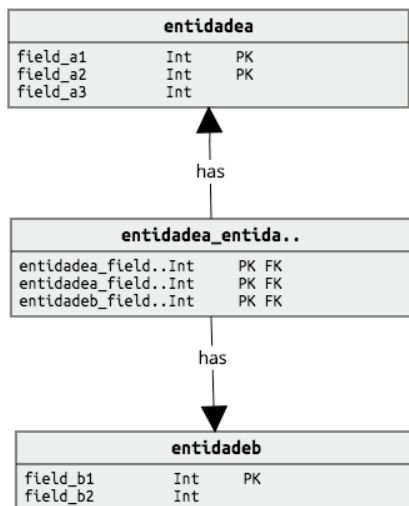 entidadea
field_a1 Int PK
field_a2 Int PK
field_a3 Int
has
entidadea_entida..
entidadea_field..Int PK FK
entidadea_field..Int PK FK
entidadeb_field..Int PK FK
has
entidadeb
field_b1 Int PK
field_b2 Int